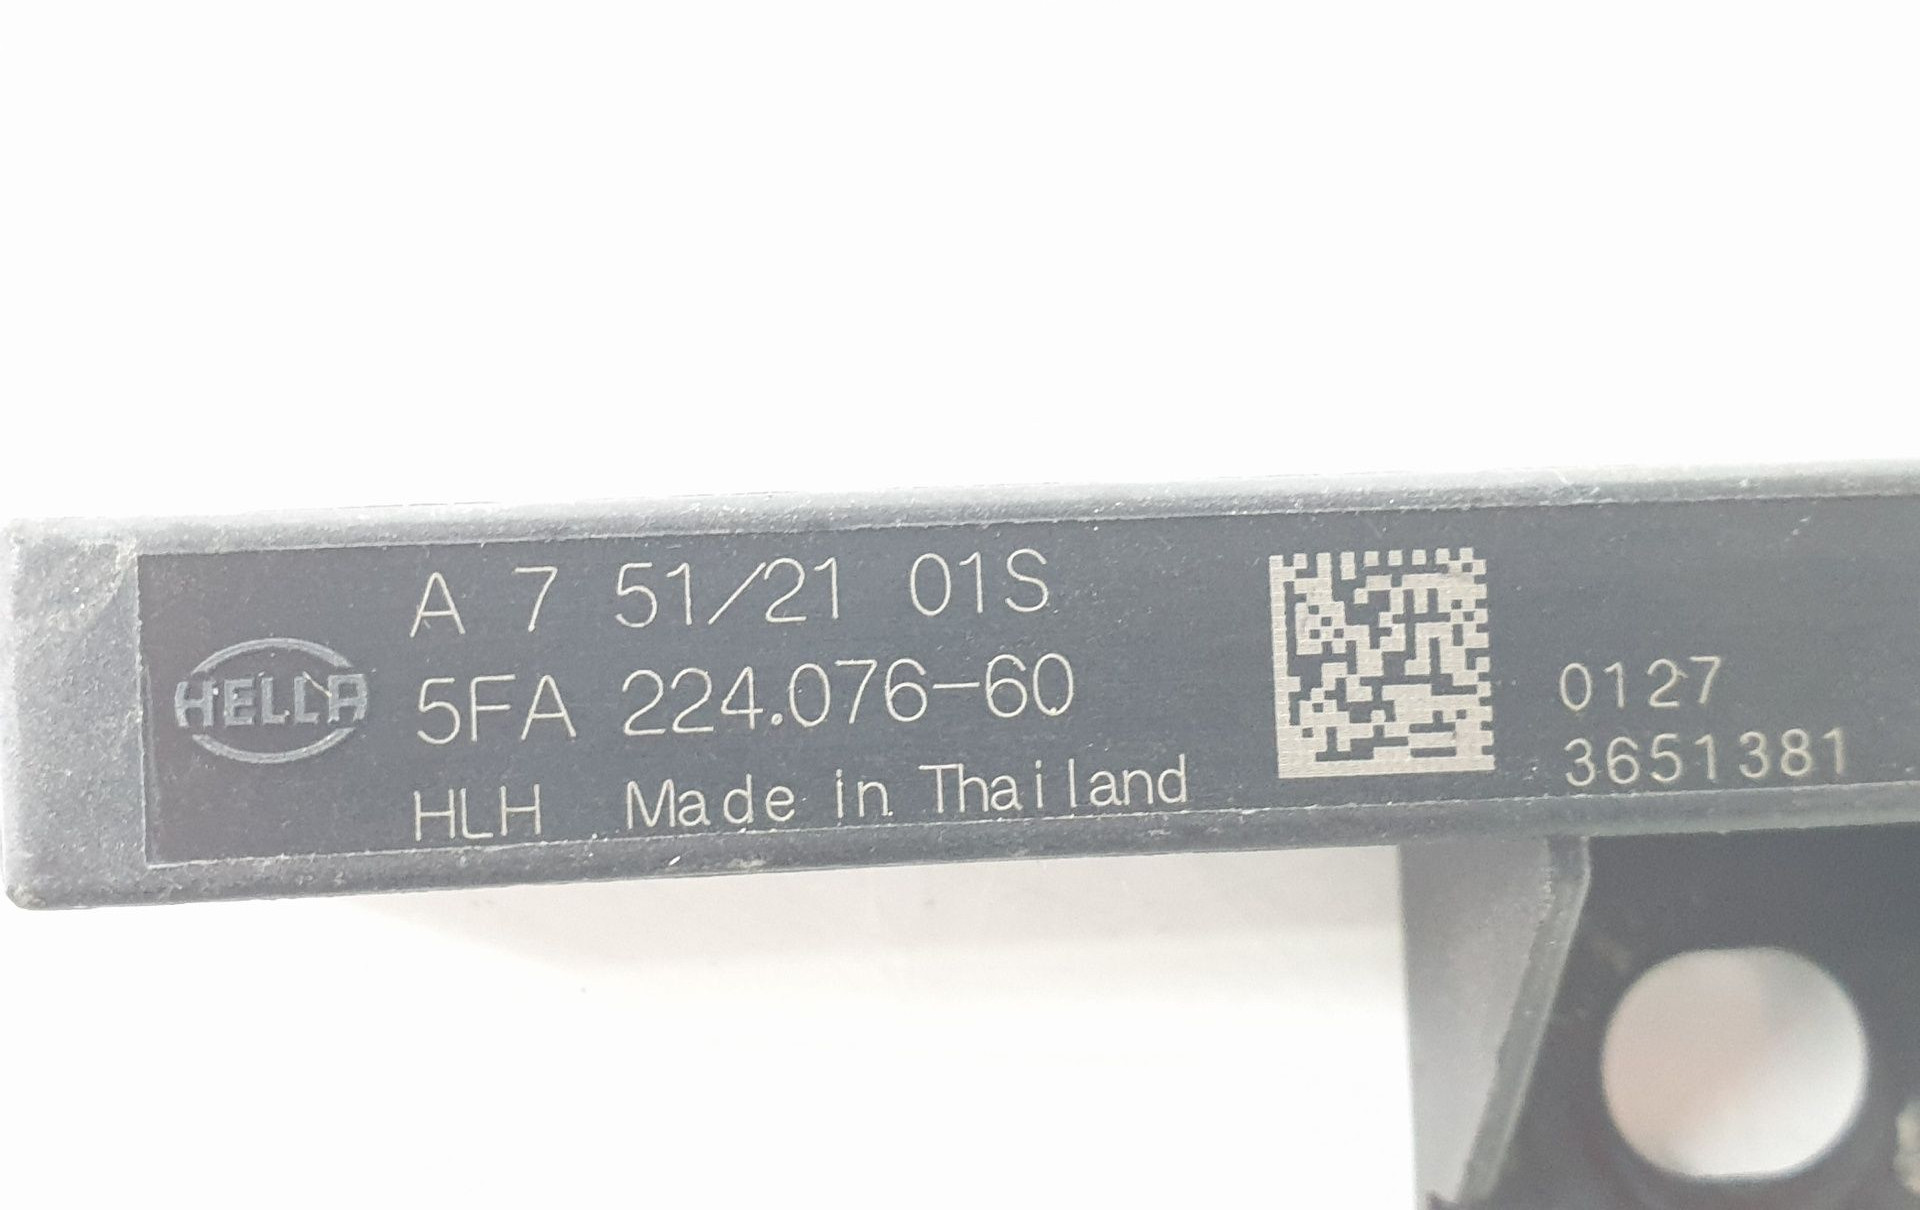 HELLA
A 7 51/21 01S
5FA 224.076-60
HLH Made in Thailand
0127
3651381